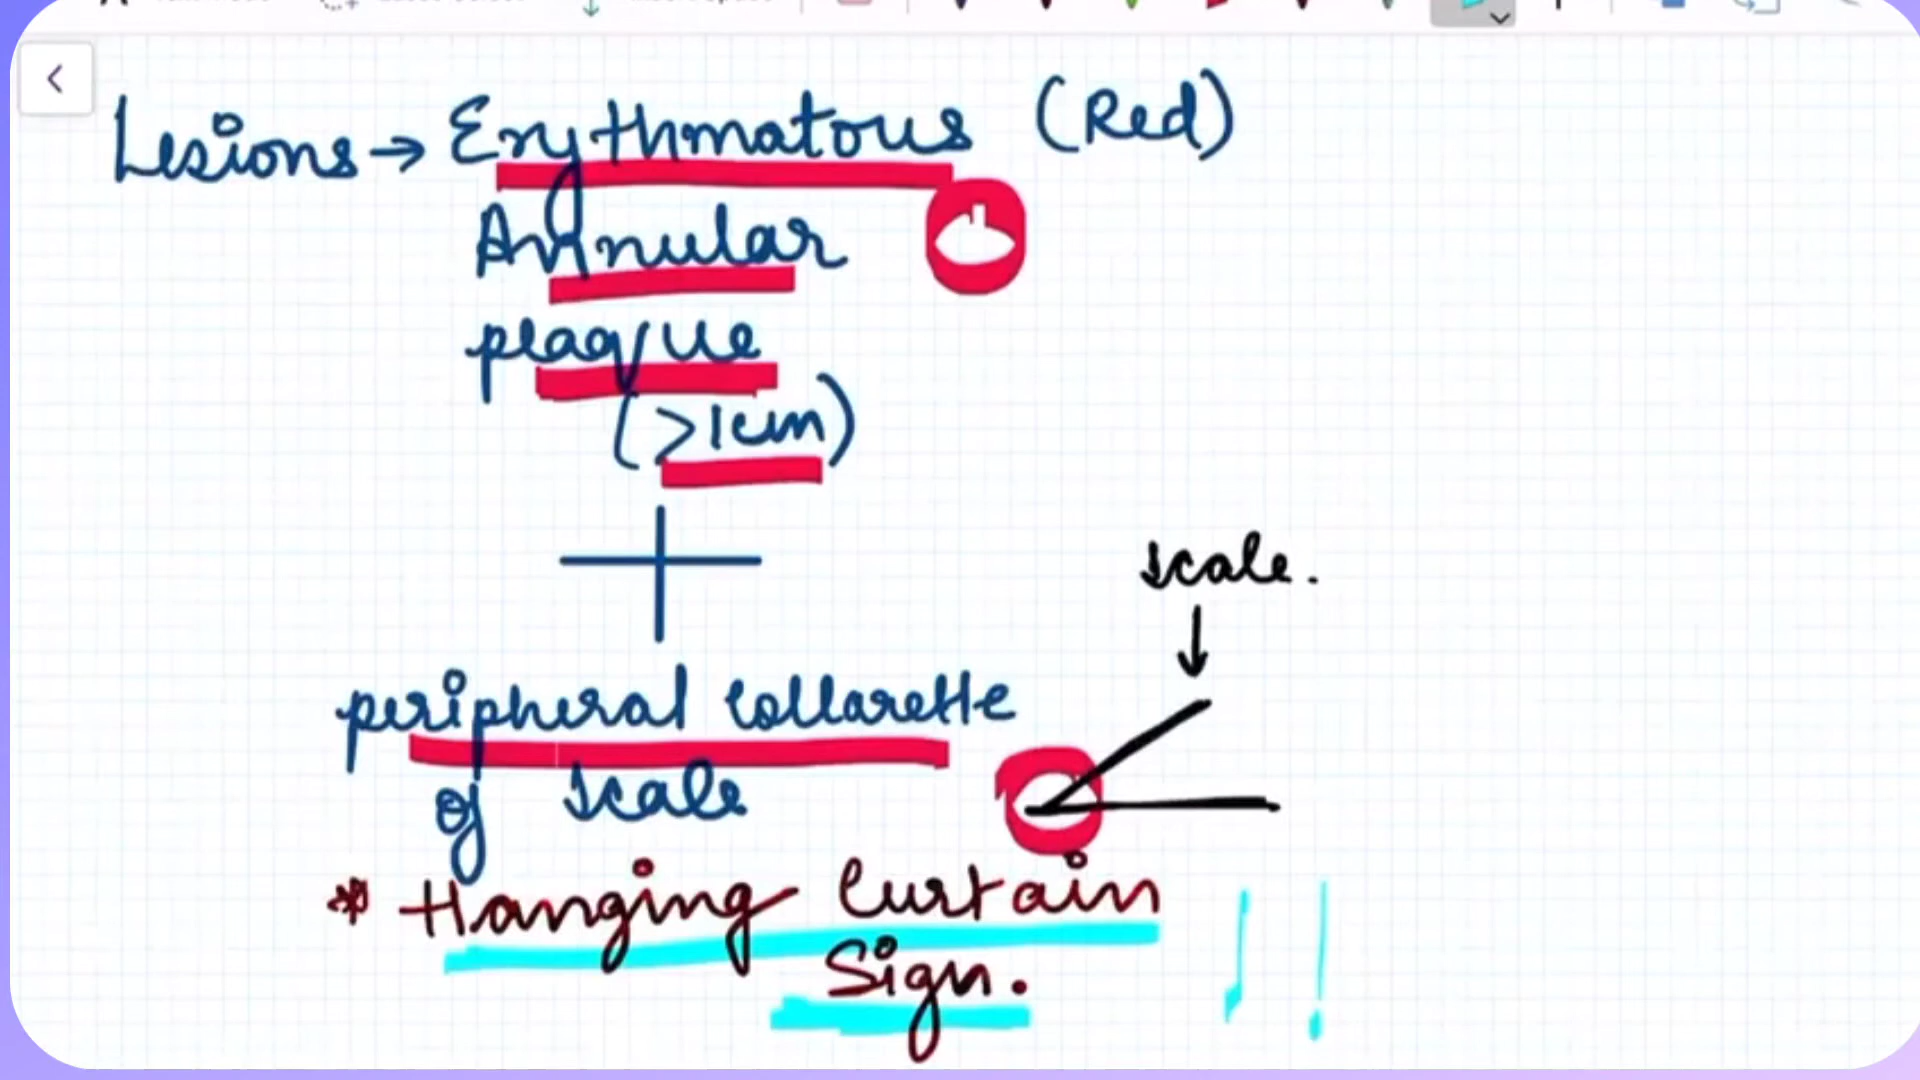 Lesions → Erythmatous (Red)
Annular
plaque
(>1cm)
+
scale.
peripheral collarette
of scale
* Hanging Curtain
Sign.